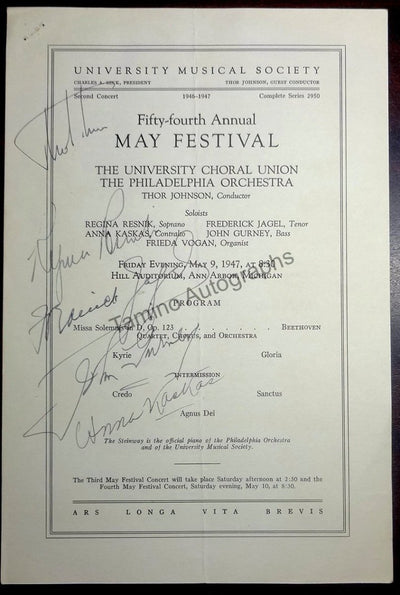 UNIVERSITY MUSICAL SOCIETY
CHARLES A. SINK, PRESIDENT THOR JOHNSON, GUEST CONDUCTOR
Second Concert 1946-1947 Complete Series 2950
Fifty-fourth Annual
MAY FESTIVAL
THE UNIVERSITY CHORAL UNION
THE PHILADELPHIA ORCHESTRA
THOR JOHNSON, Conductor
Soloists
REGINA RESNIK, Soprano FREDERICK JAGEL, Tenor
ANNA KASKAS, Contralto JOHN GURNEY, Bass
FRIEDA VOGAN, Organist
FRIDAY EVENING, MAY 9, 1947, AT 8:30
HILL AUDITORIUM, ANN ARBOR, MICHIGAN
Tamino Autographs
PROGRAM
Missa Solemnis in D, Op. 123 BEETHOVEN
QUARTET, CHORUS, AND ORCHESTRA
Kyrie Gloria
INTERMISSION
Credo Sanctus
Agnus Dei
Anna Kaskas
The Steinway is the official piano of the Philadelphia Orchestra
and of the University Musical Society.
The Third May Festival Concert will take place Saturday afternoon at 2:30 and the
Fourth May Festival Concert, Saturday evening, May 10, at 8:30.
ARS LONGA VITA BREVIS